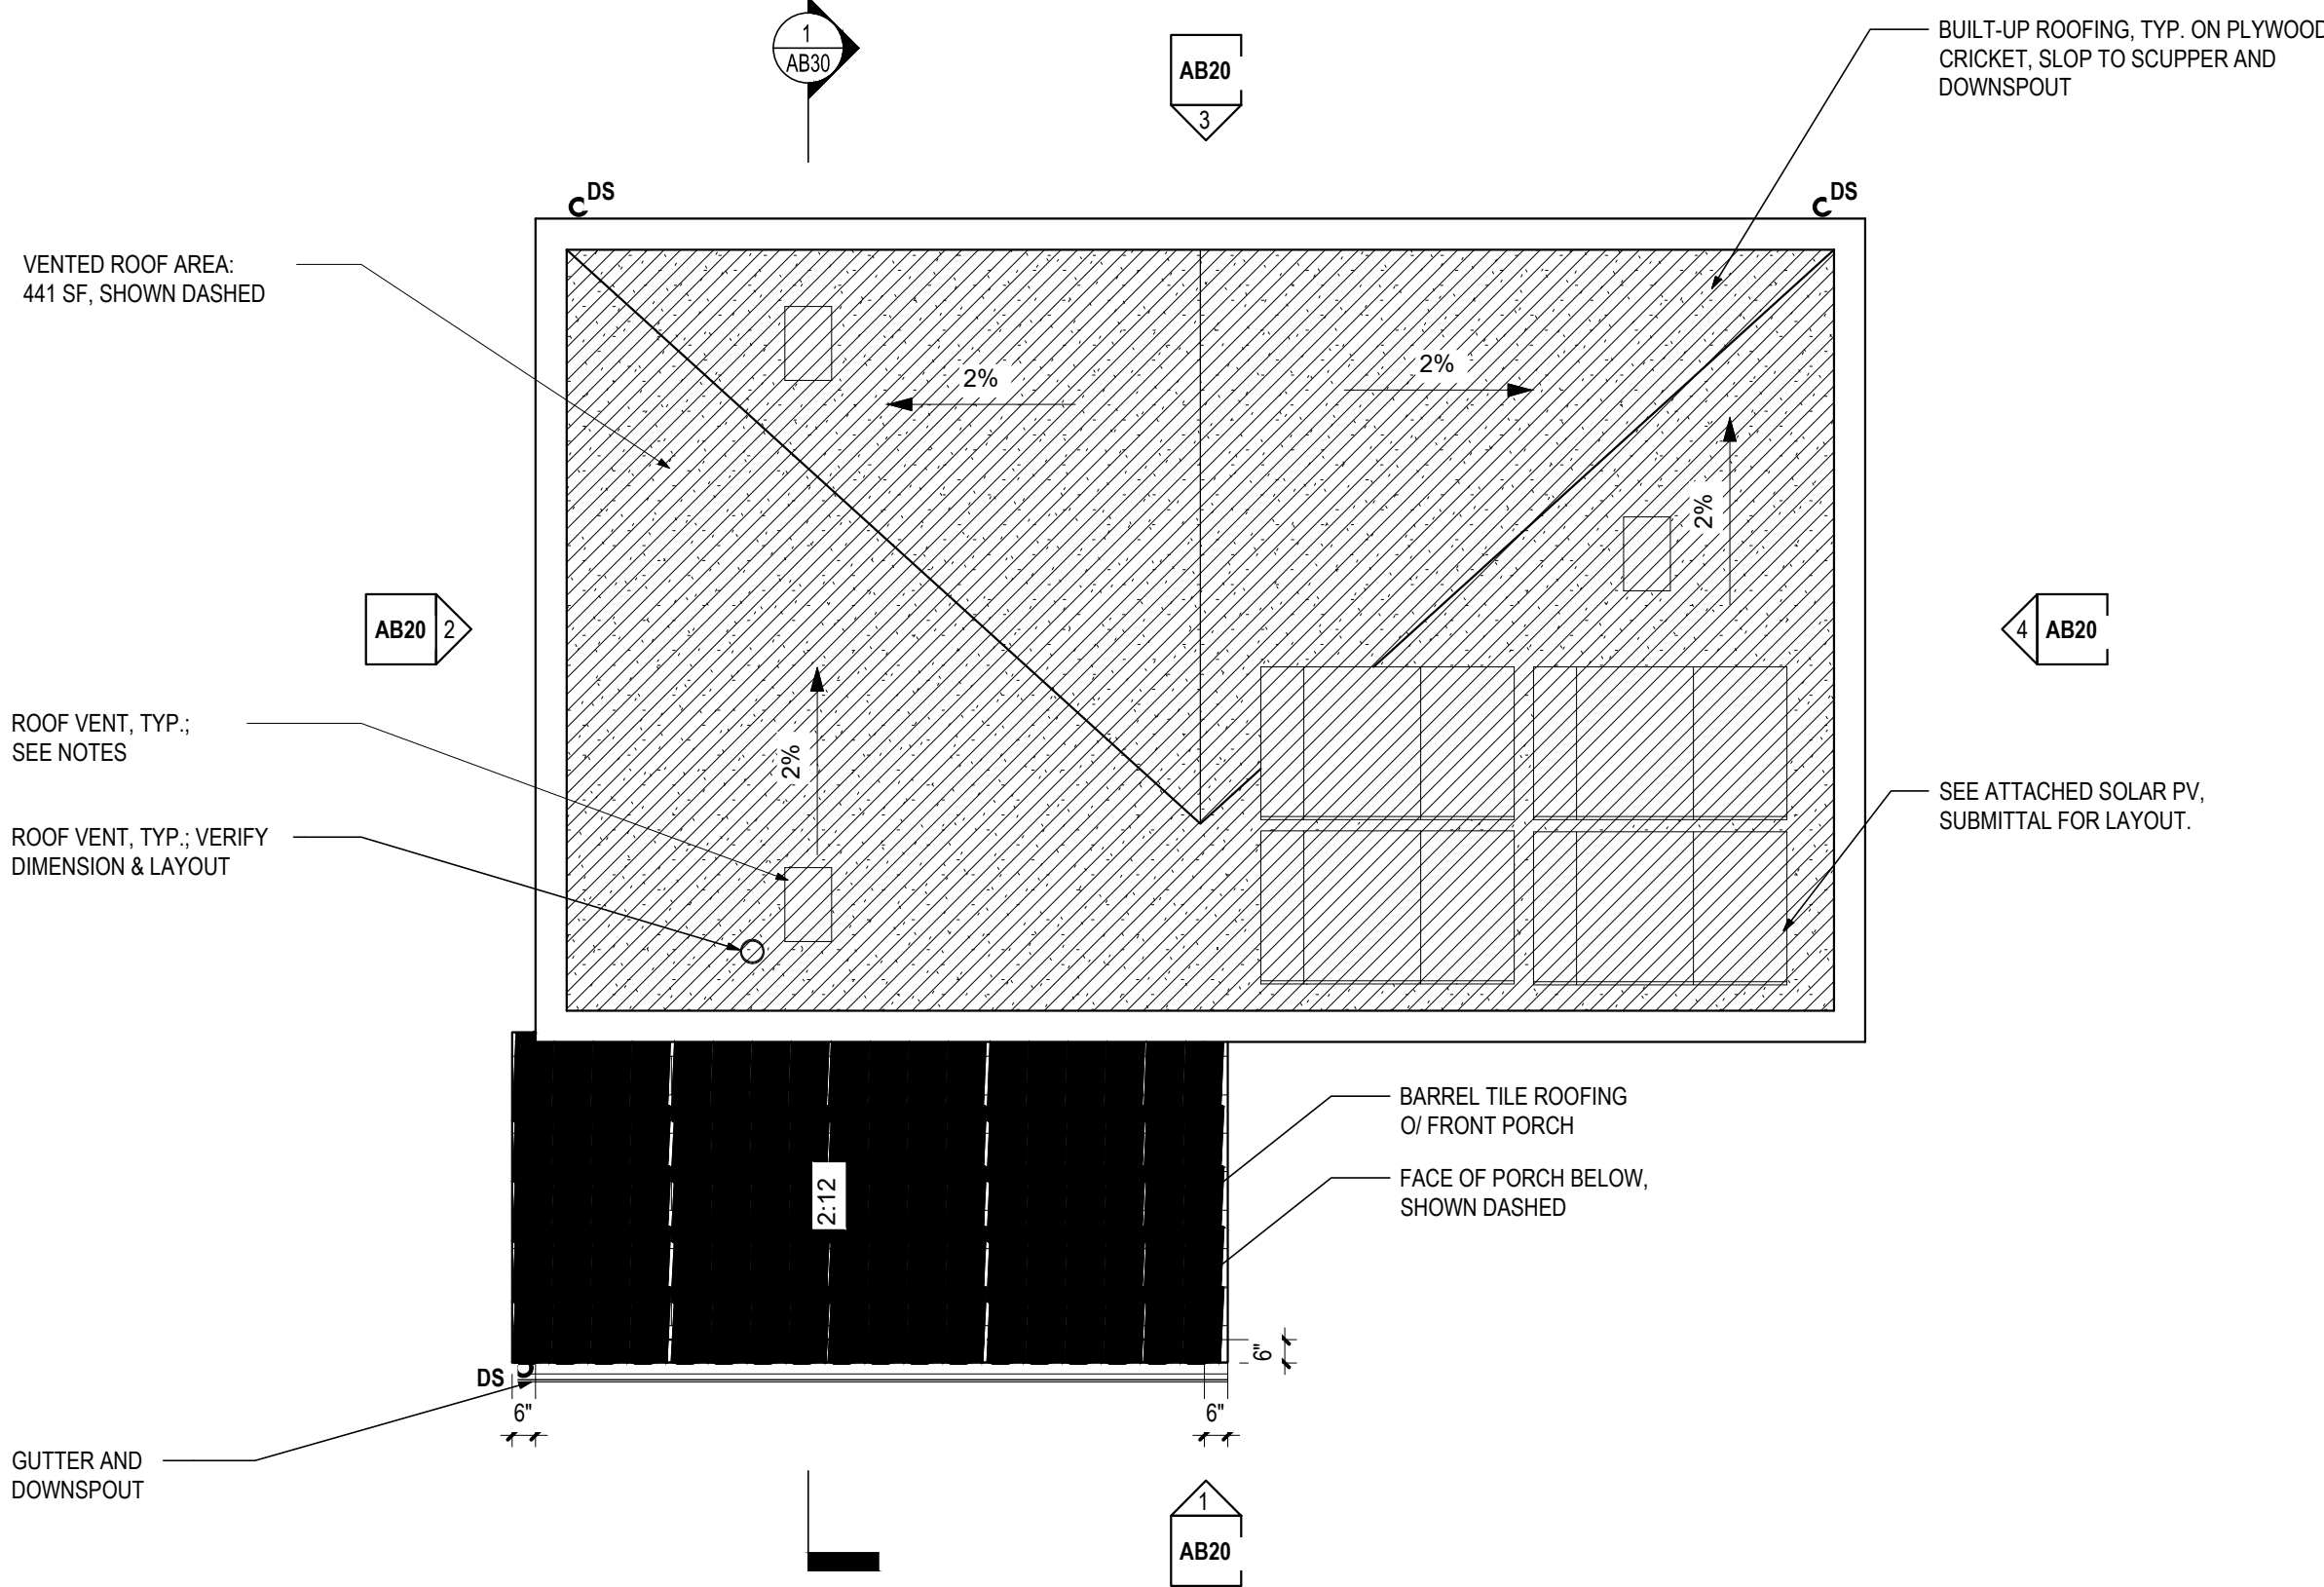 1
AB30
AB20
3
BUILT-UP ROOFING, TYP. ON PLYWOOD
CRICKET, SLOP TO SCUPPER AND
DOWNSPOUT
DS
DS
VENTED ROOF AREA:
441 SF, SHOWN DASHED
2%
2%
2%
AB20
2
4
AB20
ROOF VENT, TYP.;
SEE NOTES
2%
SEE ATTACHED SOLAR PV,
SUBMITTAL FOR LAYOUT.
ROOF VENT, TYP.; VERIFY
DIMENSION & LAYOUT
BARREL TILE ROOFING
O/ FRONT PORCH
FACE OF PORCH BELOW,
SHOWN DASHED
2:12
6"
DS
6"
6"
GUTTER AND
DOWNSPOUT
1
AB20